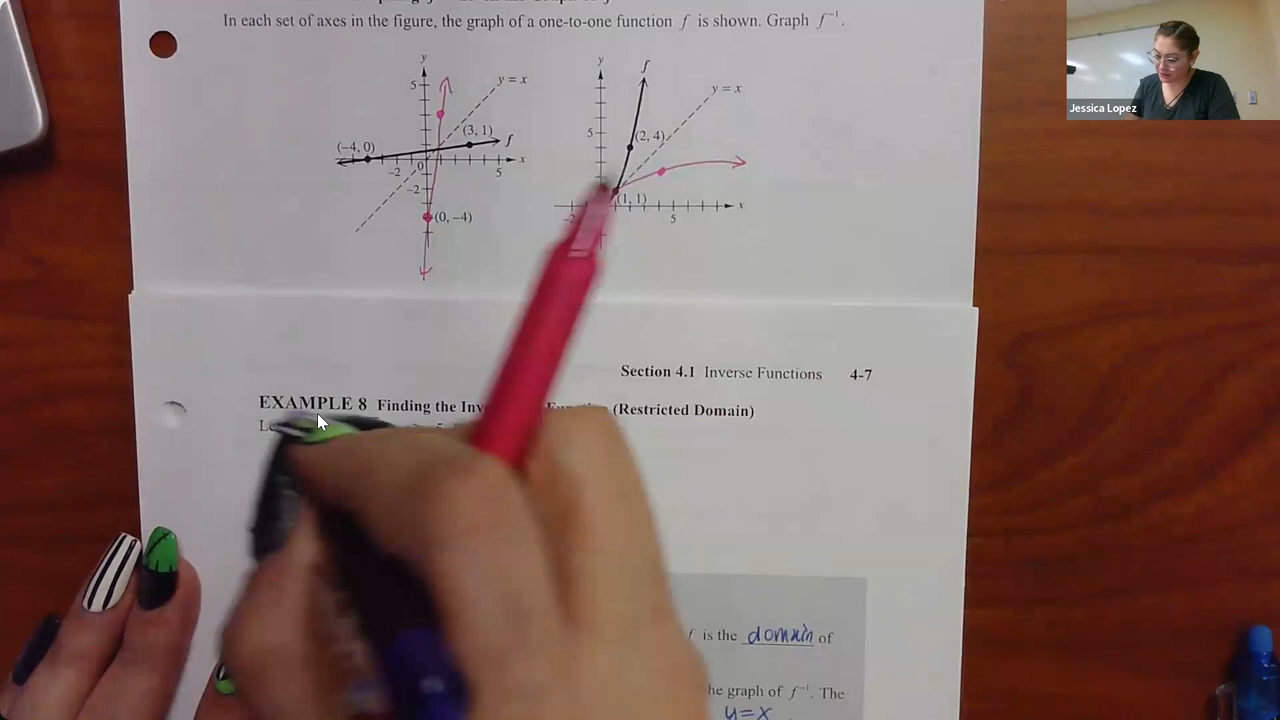 In each set of axes in the figure, the graph of a one-to-one function f is shown. Graph f⁻¹.
y
5
y = x
(3, 1)
f
(−4, 0)
−2
0
5
x
−2
(0, −4)
y
f
y = x
5
(2, 4)
(1, 1)
5
x
Jessica Lopez
Section 4.1 Inverse Functions 4-7
EXAMPLE 8 Finding the (Restricted Domain)
is the domain of
the graph of f⁻¹. The
y=x